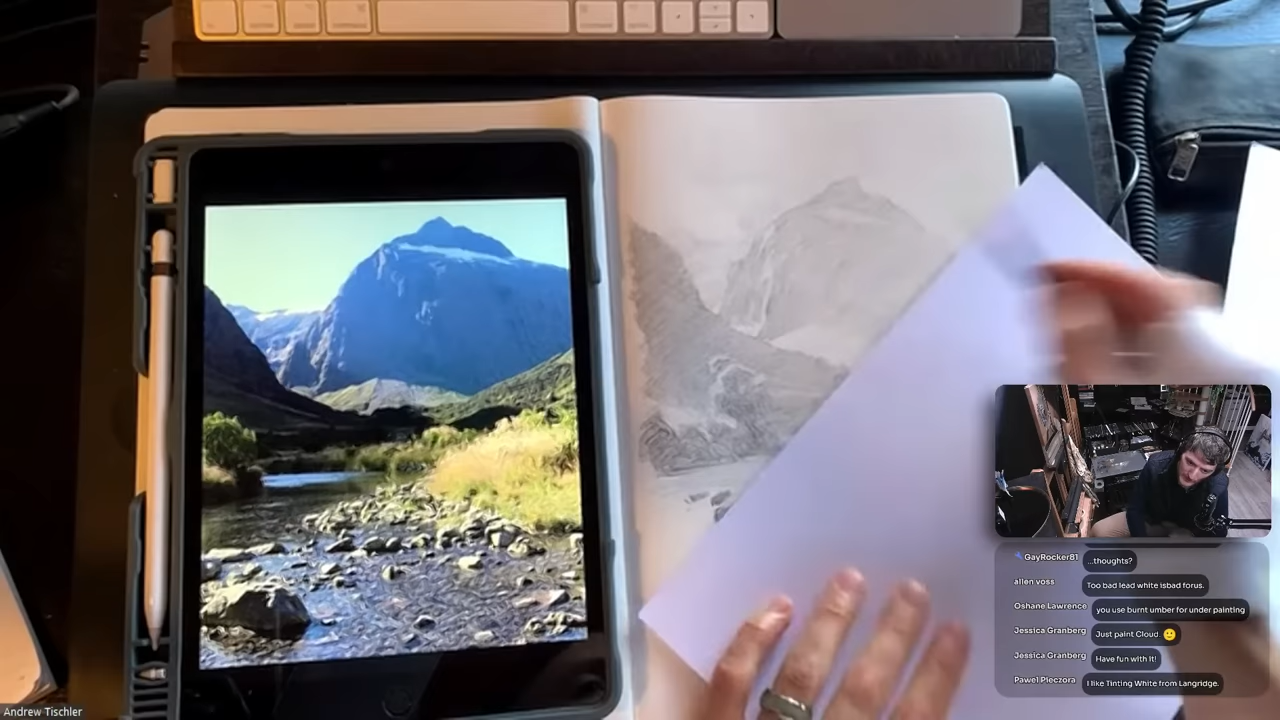 GayRocker81 ...thoughts?
allen voss Too bad lead white isbad forus.
Oshane Lawrence you use burnt umber for under painting
Jessica Granberg Just paint Cloud. 🙂
Jessica Granberg Have fun with it!
Pawel Pieczora I like Tinting White from Langridge.
Andrew Tischler